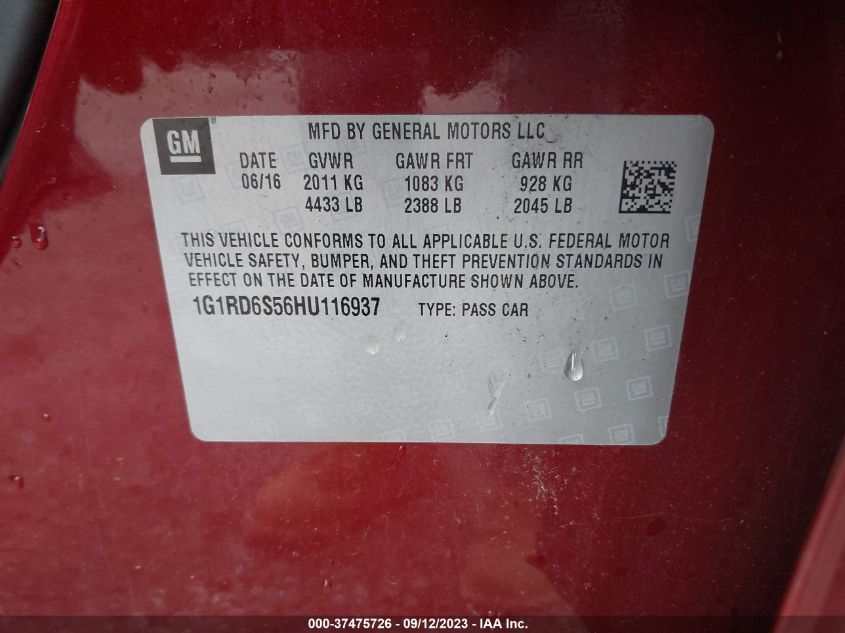 GM
MFD BY GENERAL MOTORS LLC
DATE GVWR GAWR FRT GAWR RR
06/16 2011 KG 1083 KG 928 KG
4433 LB 2388 LB 2045 LB
THIS VEHICLE CONFORMS TO ALL APPLICABLE U.S. FEDERAL MOTOR
VEHICLE SAFETY, BUMPER, AND THEFT PREVENTION STANDARDS IN
EFFECT ON THE DATE OF MANUFACTURE SHOWN ABOVE.
1G1RD6S56HU116937 TYPE: PASS CAR
000-37475726 - 09/12/2023 - IAA Inc.